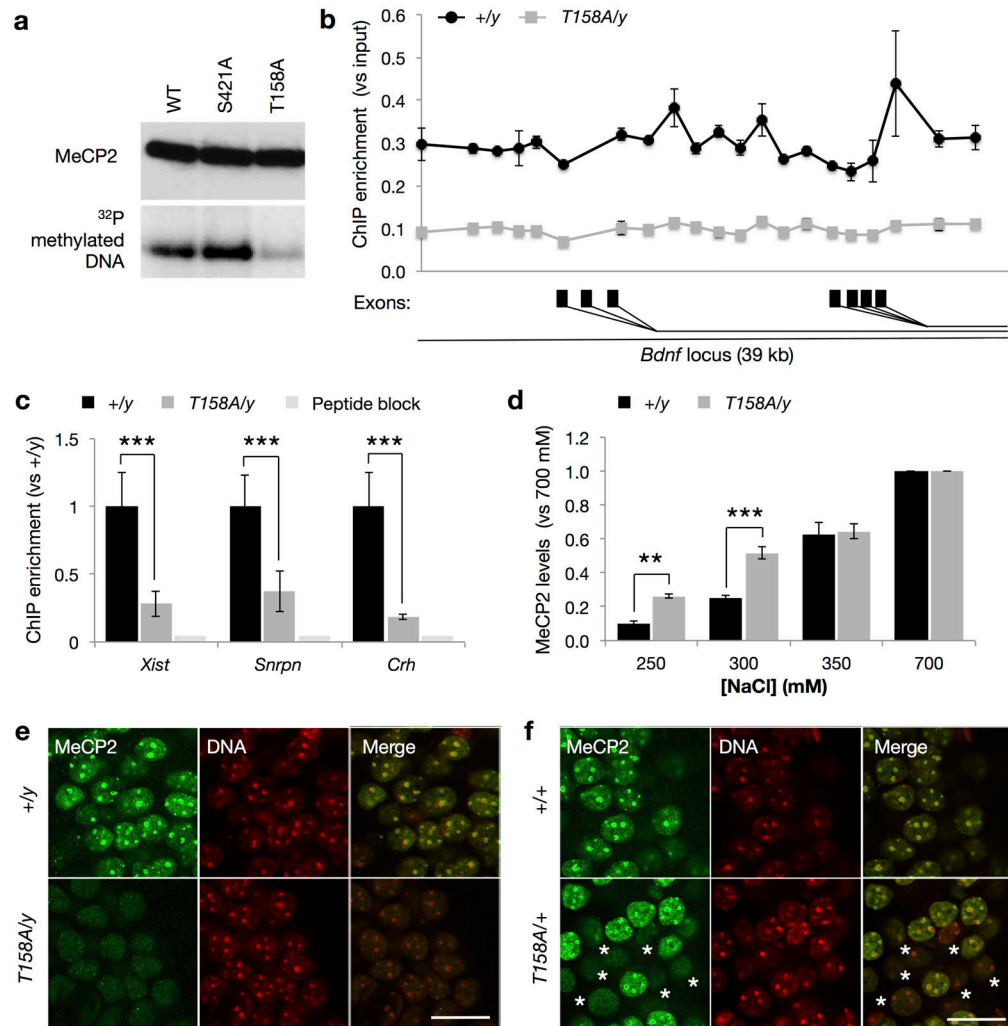 a
WT
S421A
T158A
MeCP2
32P
methylated
DNA
b
+/y
T158A/y
ChIP enrichment (vs input)
0.6
0.5
0.4
0.3
0.2
0.1
0.0
Exons:
Bdnf locus (39 kb)
c
+/y
T158A/y
Peptide block
ChIP enrichment (vs +/y)
1.5
1
0.5
0
***
***
***
Xist
Snrpn
Crh
d
+/y
T158A/y
MeCP2 levels (vs 700 mM)
1.2
1.0
0.8
0.6
0.4
0.2
0.0
**
***
250
300
350
700
[NaCl] (mM)
e
MeCP2
DNA
Merge
+/y
T158A/y
f
MeCP2
DNA
Merge
+/+
T158A/+
* * * * * *
* * * * * *